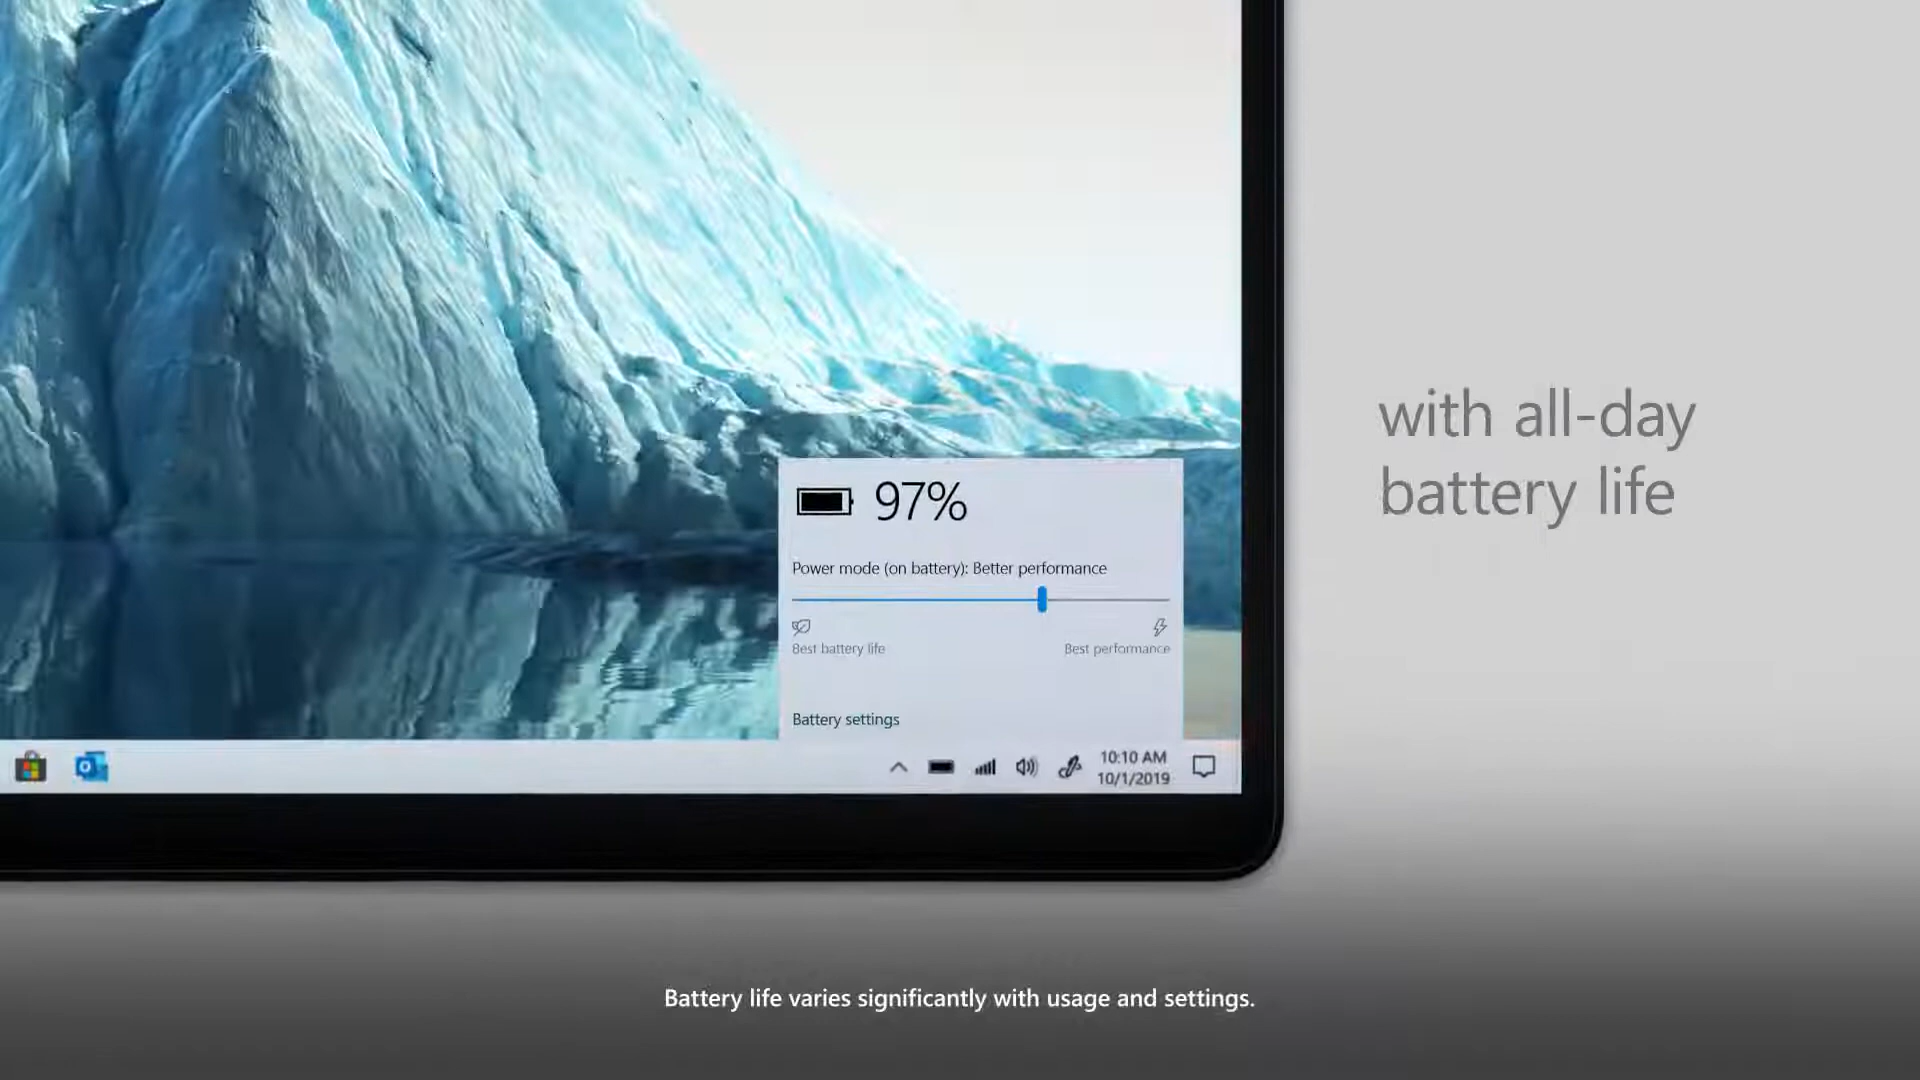 with all-day
battery life
97%
Power mode (on battery): Better performance
Best battery life
Best performance
Battery settings
10:10 AM
10/1/2019
Battery life varies significantly with usage and settings.